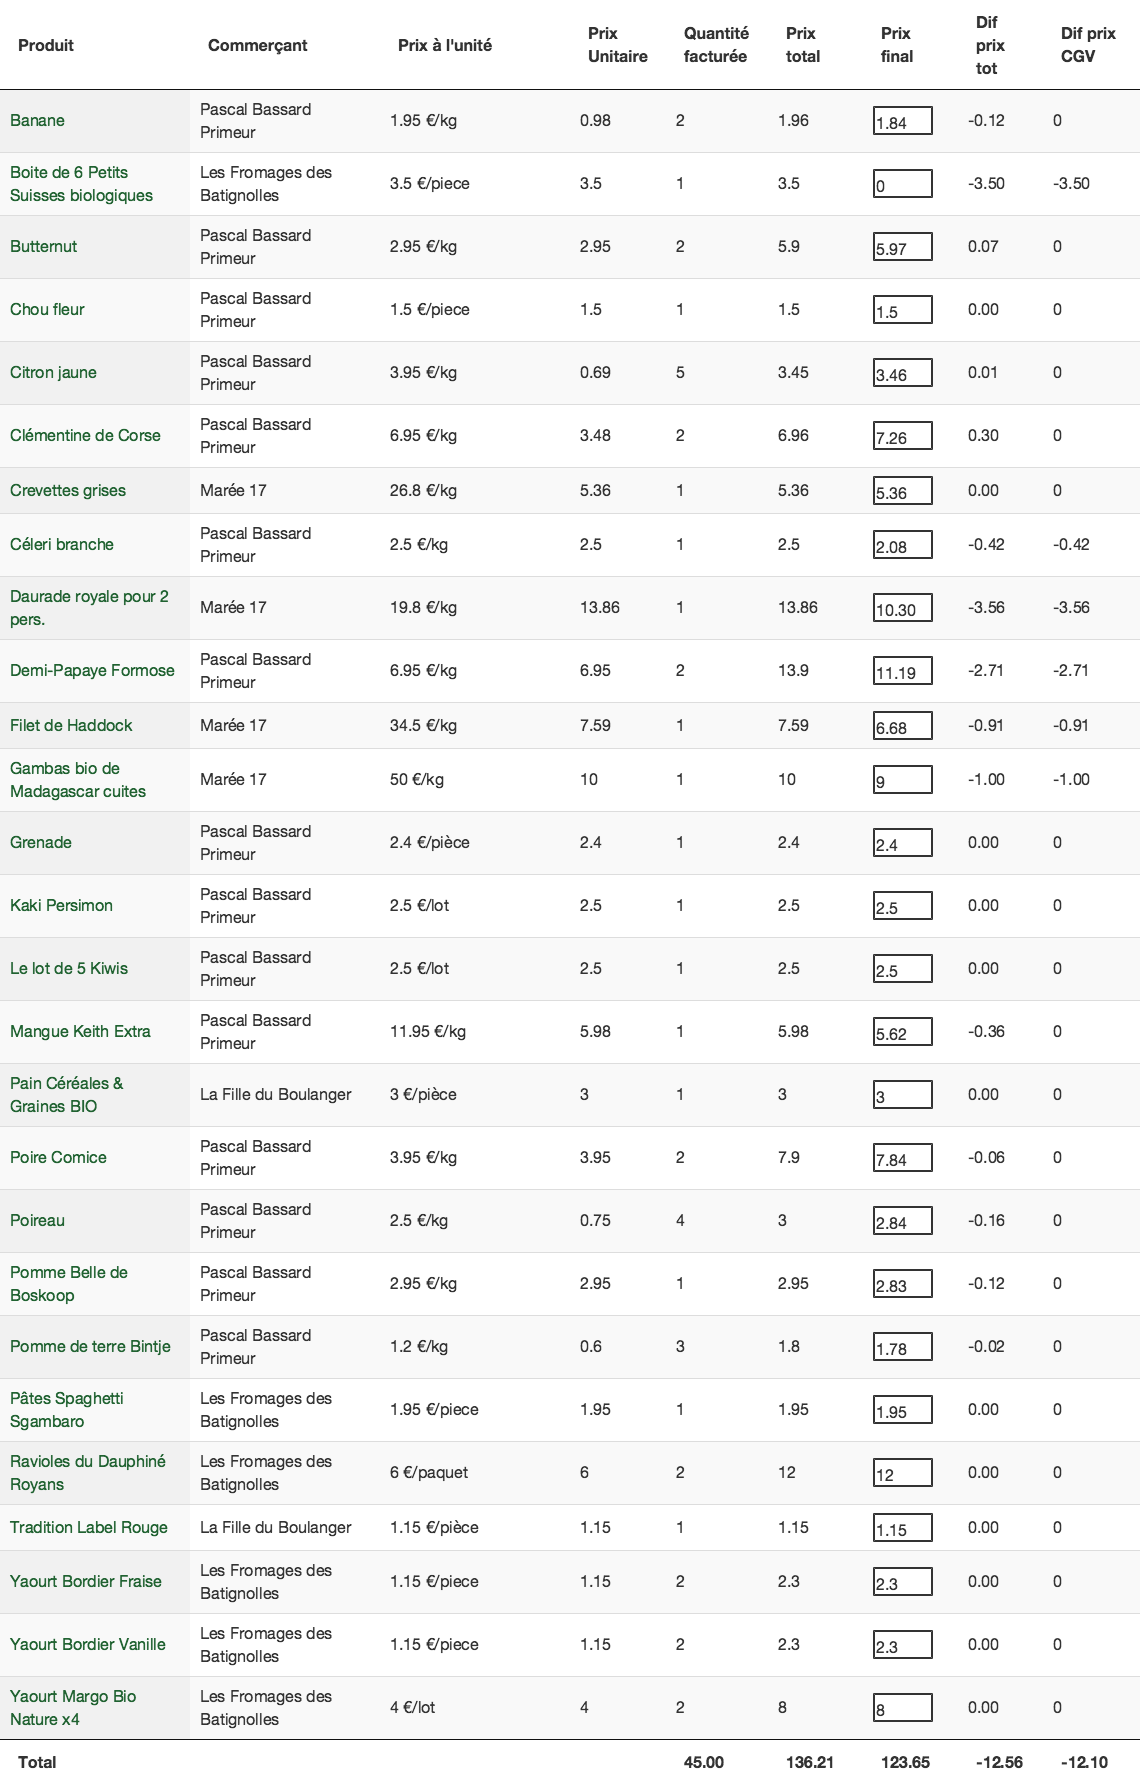 Produit Commerçant Prix à l'unité Prix Unitaire Quantité facturée Prix total Prix final Dif prix tot Dif prix CGV
Banane Pascal Bassard Primeur 1.95 €/kg 0.98 2 1.96 1.84 -0.12 0
Boite de 6 Petits Suisses biologiques Les Fromages des Batignolles 3.5 €/piece 3.5 1 3.5 0 -3.50 -3.50
Butternut Pascal Bassard Primeur 2.95 €/kg 2.95 2 5.9 5.97 0.07 0
Chou fleur Pascal Bassard Primeur 1.5 €/piece 1.5 1 1.5 1.5 0.00 0
Citron jaune Pascal Bassard Primeur 3.95 €/kg 0.69 5 3.45 3.46 0.01 0
Clémentine de Corse Pascal Bassard Primeur 6.95 €/kg 3.48 2 6.96 7.26 0.30 0
Crevettes grises Marée 17 26.8 €/kg 5.36 1 5.36 5.36 0.00 0
Céleri branche Pascal Bassard Primeur 2.5 €/kg 2.5 1 2.5 2.08 -0.42 -0.42
Daurade royale pour 2 pers. Marée 17 19.8 €/kg 13.86 1 13.86 10.30 -3.56 -3.56
Demi-Papaye Formose Pascal Bassard Primeur 6.95 €/kg 6.95 2 13.9 11.19 -2.71 -2.71
Filet de Haddock Marée 17 34.5 €/kg 7.59 1 7.59 6.68 -0.91 -0.91
Gambas bio de Madagascar cuites Marée 17 50 €/kg 10 1 10 9 -1.00 -1.00
Grenade Pascal Bassard Primeur 2.4 €/pièce 2.4 1 2.4 2.4 0.00 0
Kaki Persimon Pascal Bassard Primeur 2.5 €/lot 2.5 1 2.5 2.5 0.00 0
Le lot de 5 Kiwis Pascal Bassard Primeur 2.5 €/lot 2.5 1 2.5 2.5 0.00 0
Mangue Keith Extra Pascal Bassard Primeur 11.95 €/kg 5.98 1 5.98 5.62 -0.36 0
Pain Céréales & Graines BIO La Fille du Boulanger 3 €/pièce 3 1 3 3 0.00 0
Poire Comice Pascal Bassard Primeur 3.95 €/kg 3.95 2 7.9 7.84 -0.06 0
Poireau Pascal Bassard Primeur 2.5 €/kg 0.75 4 3 2.84 -0.16 0
Pomme Belle de Boskoop Pascal Bassard Primeur 2.95 €/kg 2.95 1 2.95 2.83 -0.12 0
Pomme de terre Bintje Pascal Bassard Primeur 1.2 €/kg 0.6 3 1.8 1.78 -0.02 0
Pâtes Spaghetti Sgambaro Les Fromages des Batignolles 1.95 €/piece 1.95 1 1.95 1.95 0.00 0
Ravioles du Dauphiné Royans Les Fromages des Batignolles 6 €/paquet 6 2 12 12 0.00 0
Tradition Label Rouge La Fille du Boulanger 1.15 €/pièce 1.15 1 1.15 1.15 0.00 0
Yaourt Bordier Fraise Les Fromages des Batignolles 1.15 €/piece 1.15 2 2.3 2.3 0.00 0
Yaourt Bordier Vanille Les Fromages des Batignolles 1.15 €/piece 1.15 2 2.3 2.3 0.00 0
Yaourt Margo Bio Nature x4 Les Fromages des Batignolles 4 €/lot 4 2 8 8 0.00 0
Total 45.00 136.21 123.65 -12.56 -12.10